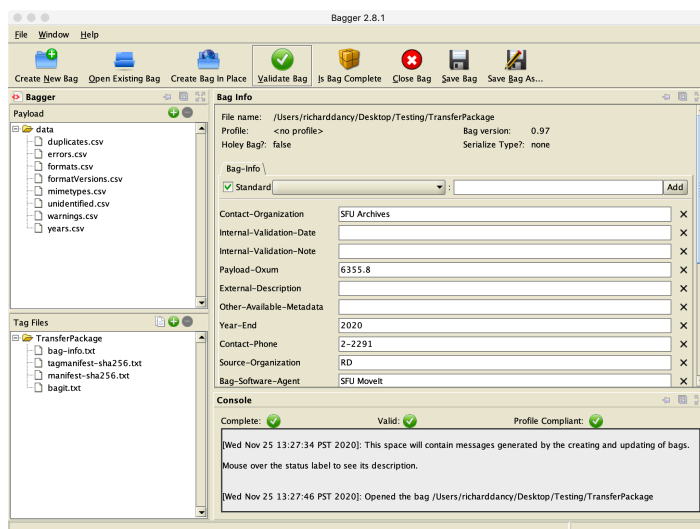 Bagger 2.8.1
File Window Help
Create New Bag Open Existing Bag Create Bag In Place Validate Bag Is Bag Complete Close Bag Save Bag Save Bag As...
Bagger
Payload
data
duplicates.csv
errors.csv
formats.csv
formatVersions.csv
mimetypes.csv
unidentified.csv
warnings.csv
years.csv
Tag Files
TransferPackage
bag-info.txt
tagmanifest-sha256.txt
manifest-sha256.txt
bagit.txt
Bag Info
File name: /Users/richarddancy/Desktop/Testing/TransferPackage
Profile: <no profile> Bag version: 0.97
Holey Bag?: false Serialize Type?: none
Bag-Info
Standard : Add
Contact-Organization SFU Archives
Internal-Validation-Date
Internal-Validation-Note
Payload-Oxum 6355.8
External-Description
Other-Available-Metadata
Year-End 2020
Contact-Phone 2-2291
Source-Organization RD
Bag-Software-Agent SFU MoveIt
Console
Complete: Valid: Profile Compliant:
[Wed Nov 25 13:27:34 PST 2020]: This space will contain messages generated by the creating and updating of bags.
Mouse over the status label to see its description.
[Wed Nov 25 13:27:46 PST 2020]: Opened the bag /Users/richarddancy/Desktop/Testing/TransferPackage